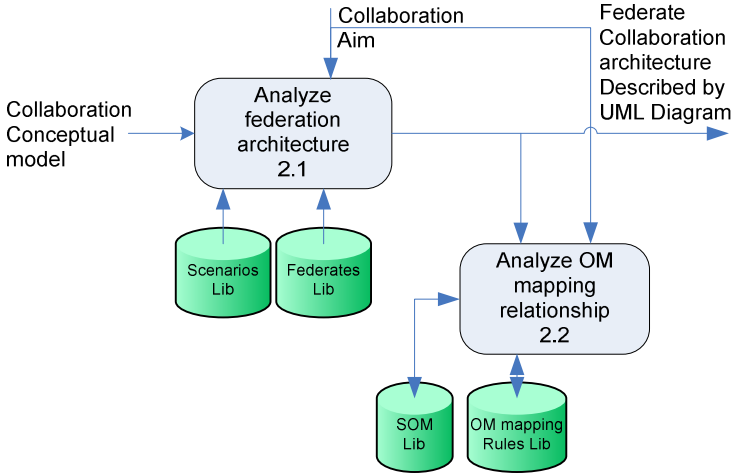 Collaboration
Aim
Federate
Collaboration
architecture
Described by
UML Diagram
Collaboration
Conceptual
model
Analyze
federation
architecture
2.1
Scenarios
Lib
Federates
Lib
Analyze OM
mapping
relationship
2.2
SOM
Lib
OM mapping
Rules Lib